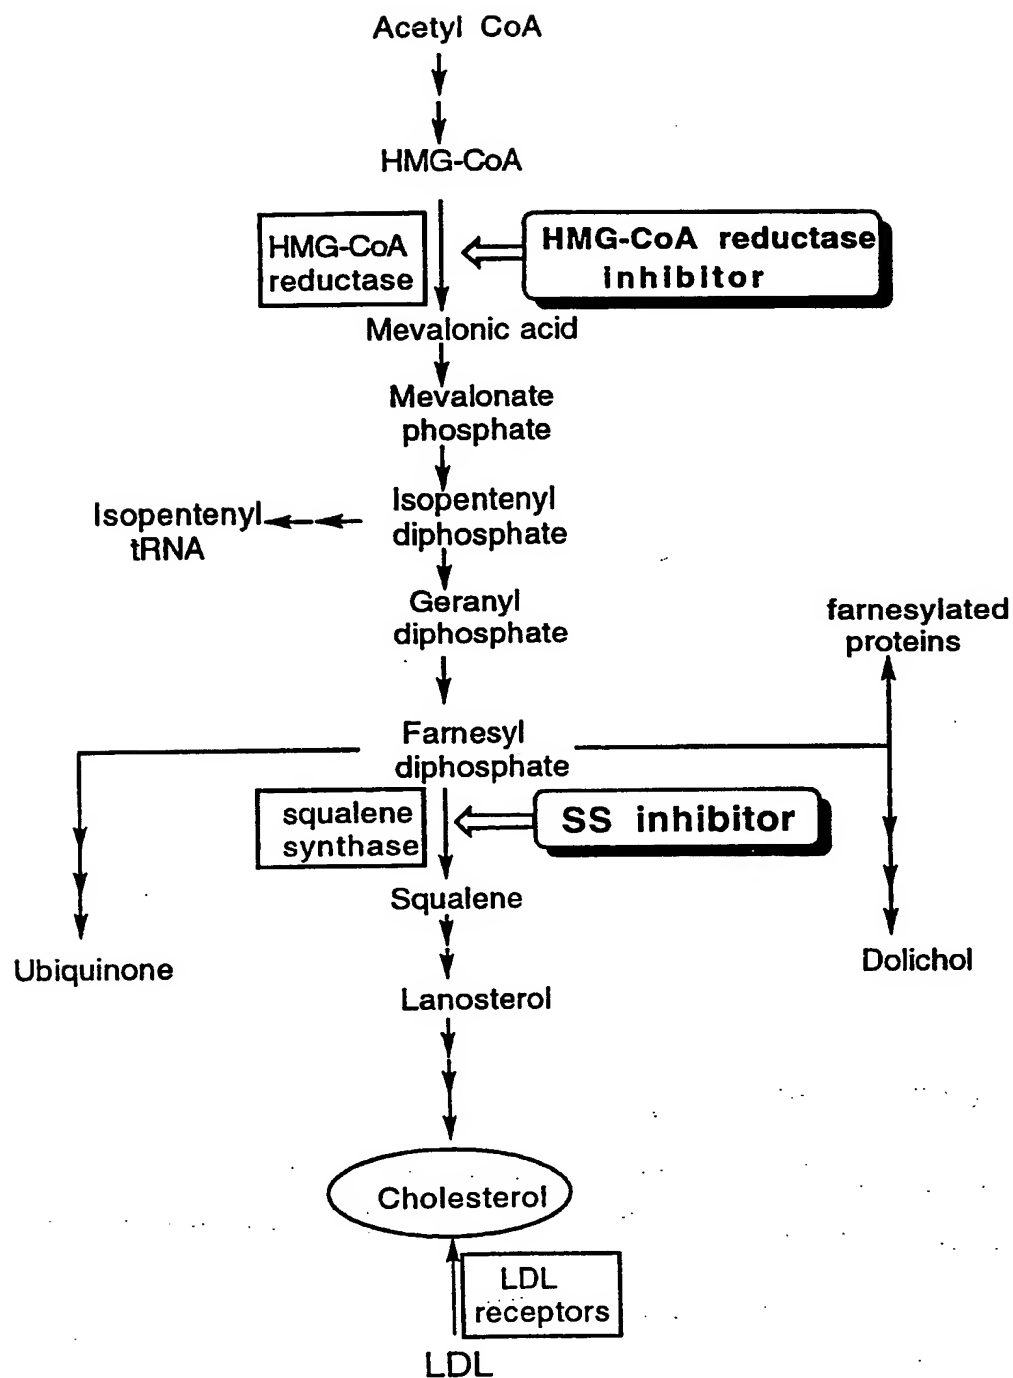 Acetyl CoA
HMG-CoA
HMG-CoA
reductase
HMG-CoA reductase
inhibitor
Mevalonic acid
Mevalonate
phosphate
Isopentenyl
tRNA
Isopentenyl
diphosphate
Geranyl
diphosphate
farnesylated
proteins
Farnesyl
diphosphate
squalene
synthase
SS inhibitor
Squalene
Ubiquinone
Dolichol
Lanosterol
Cholesterol
LDL
receptors
LDL